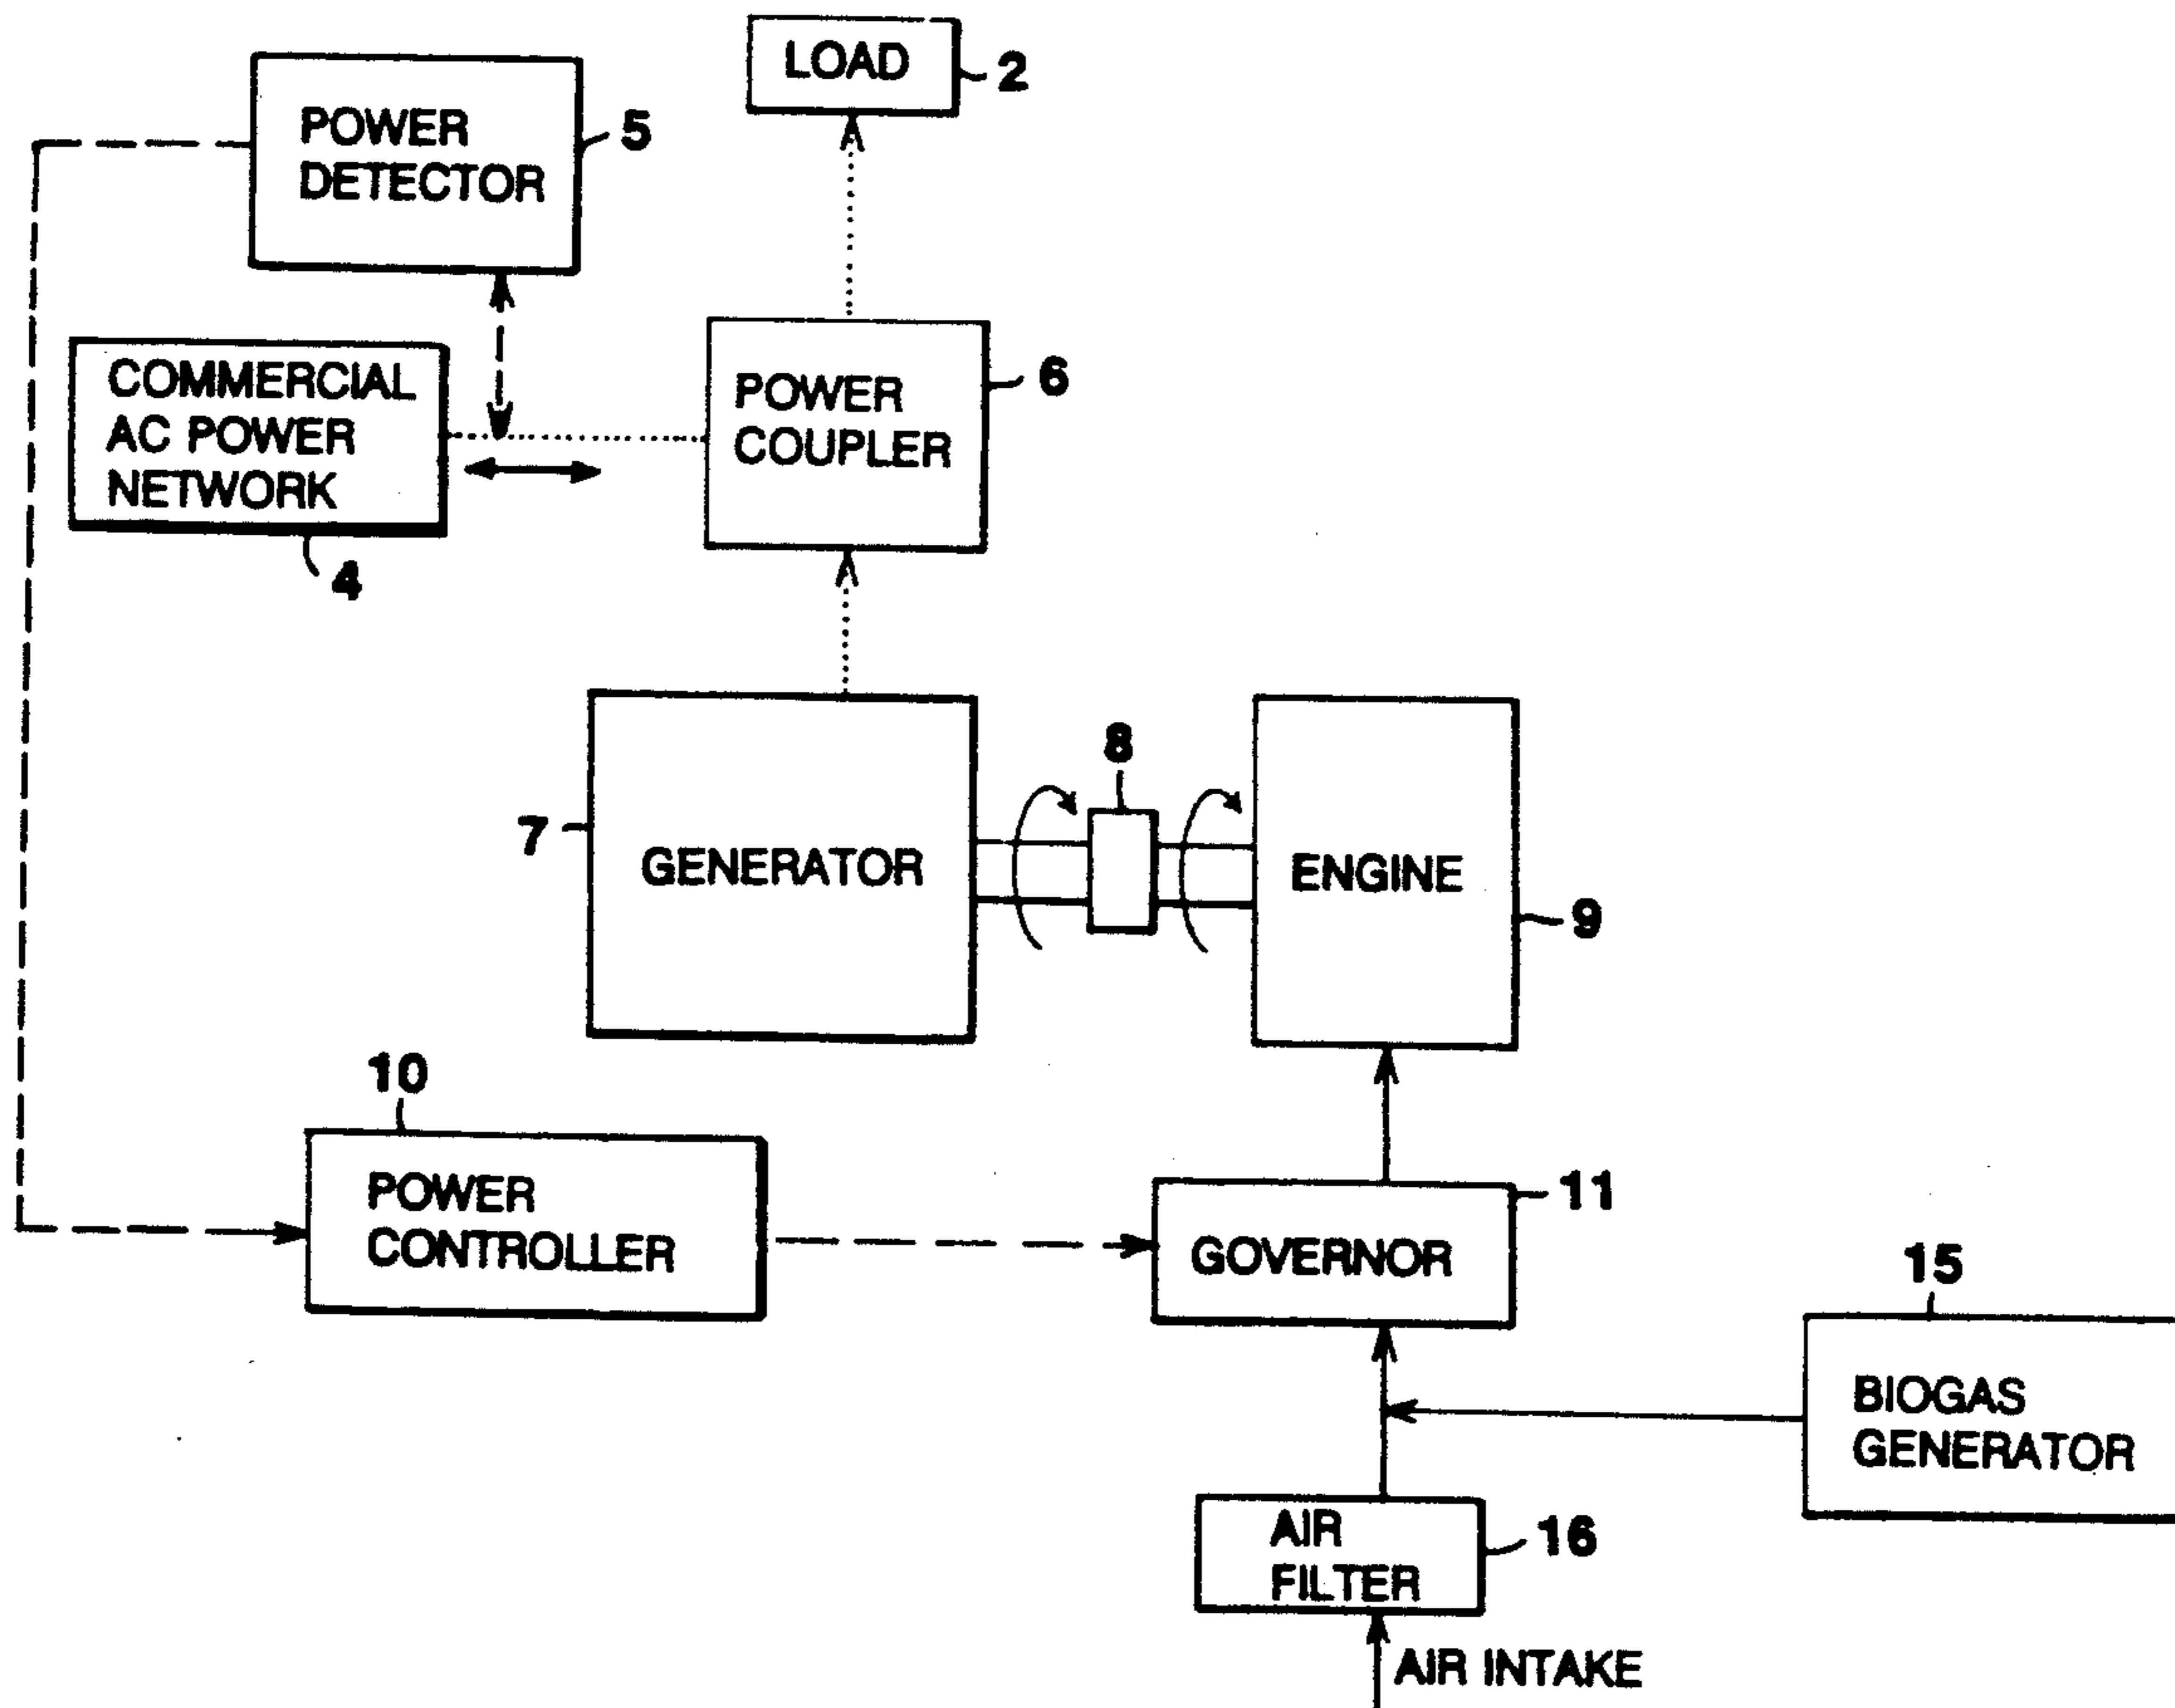 LOAD
2
POWER
DETECTOR
5
COMMERCIAL
AC POWER
NETWORK
4
POWER
COUPLER
6
8
7
GENERATOR
ENGINE
9
10
POWER
CONTROLLER
11
GOVERNOR
15
BIOGAS
GENERATOR
AIR
FILTER
16
AIR INTAKE